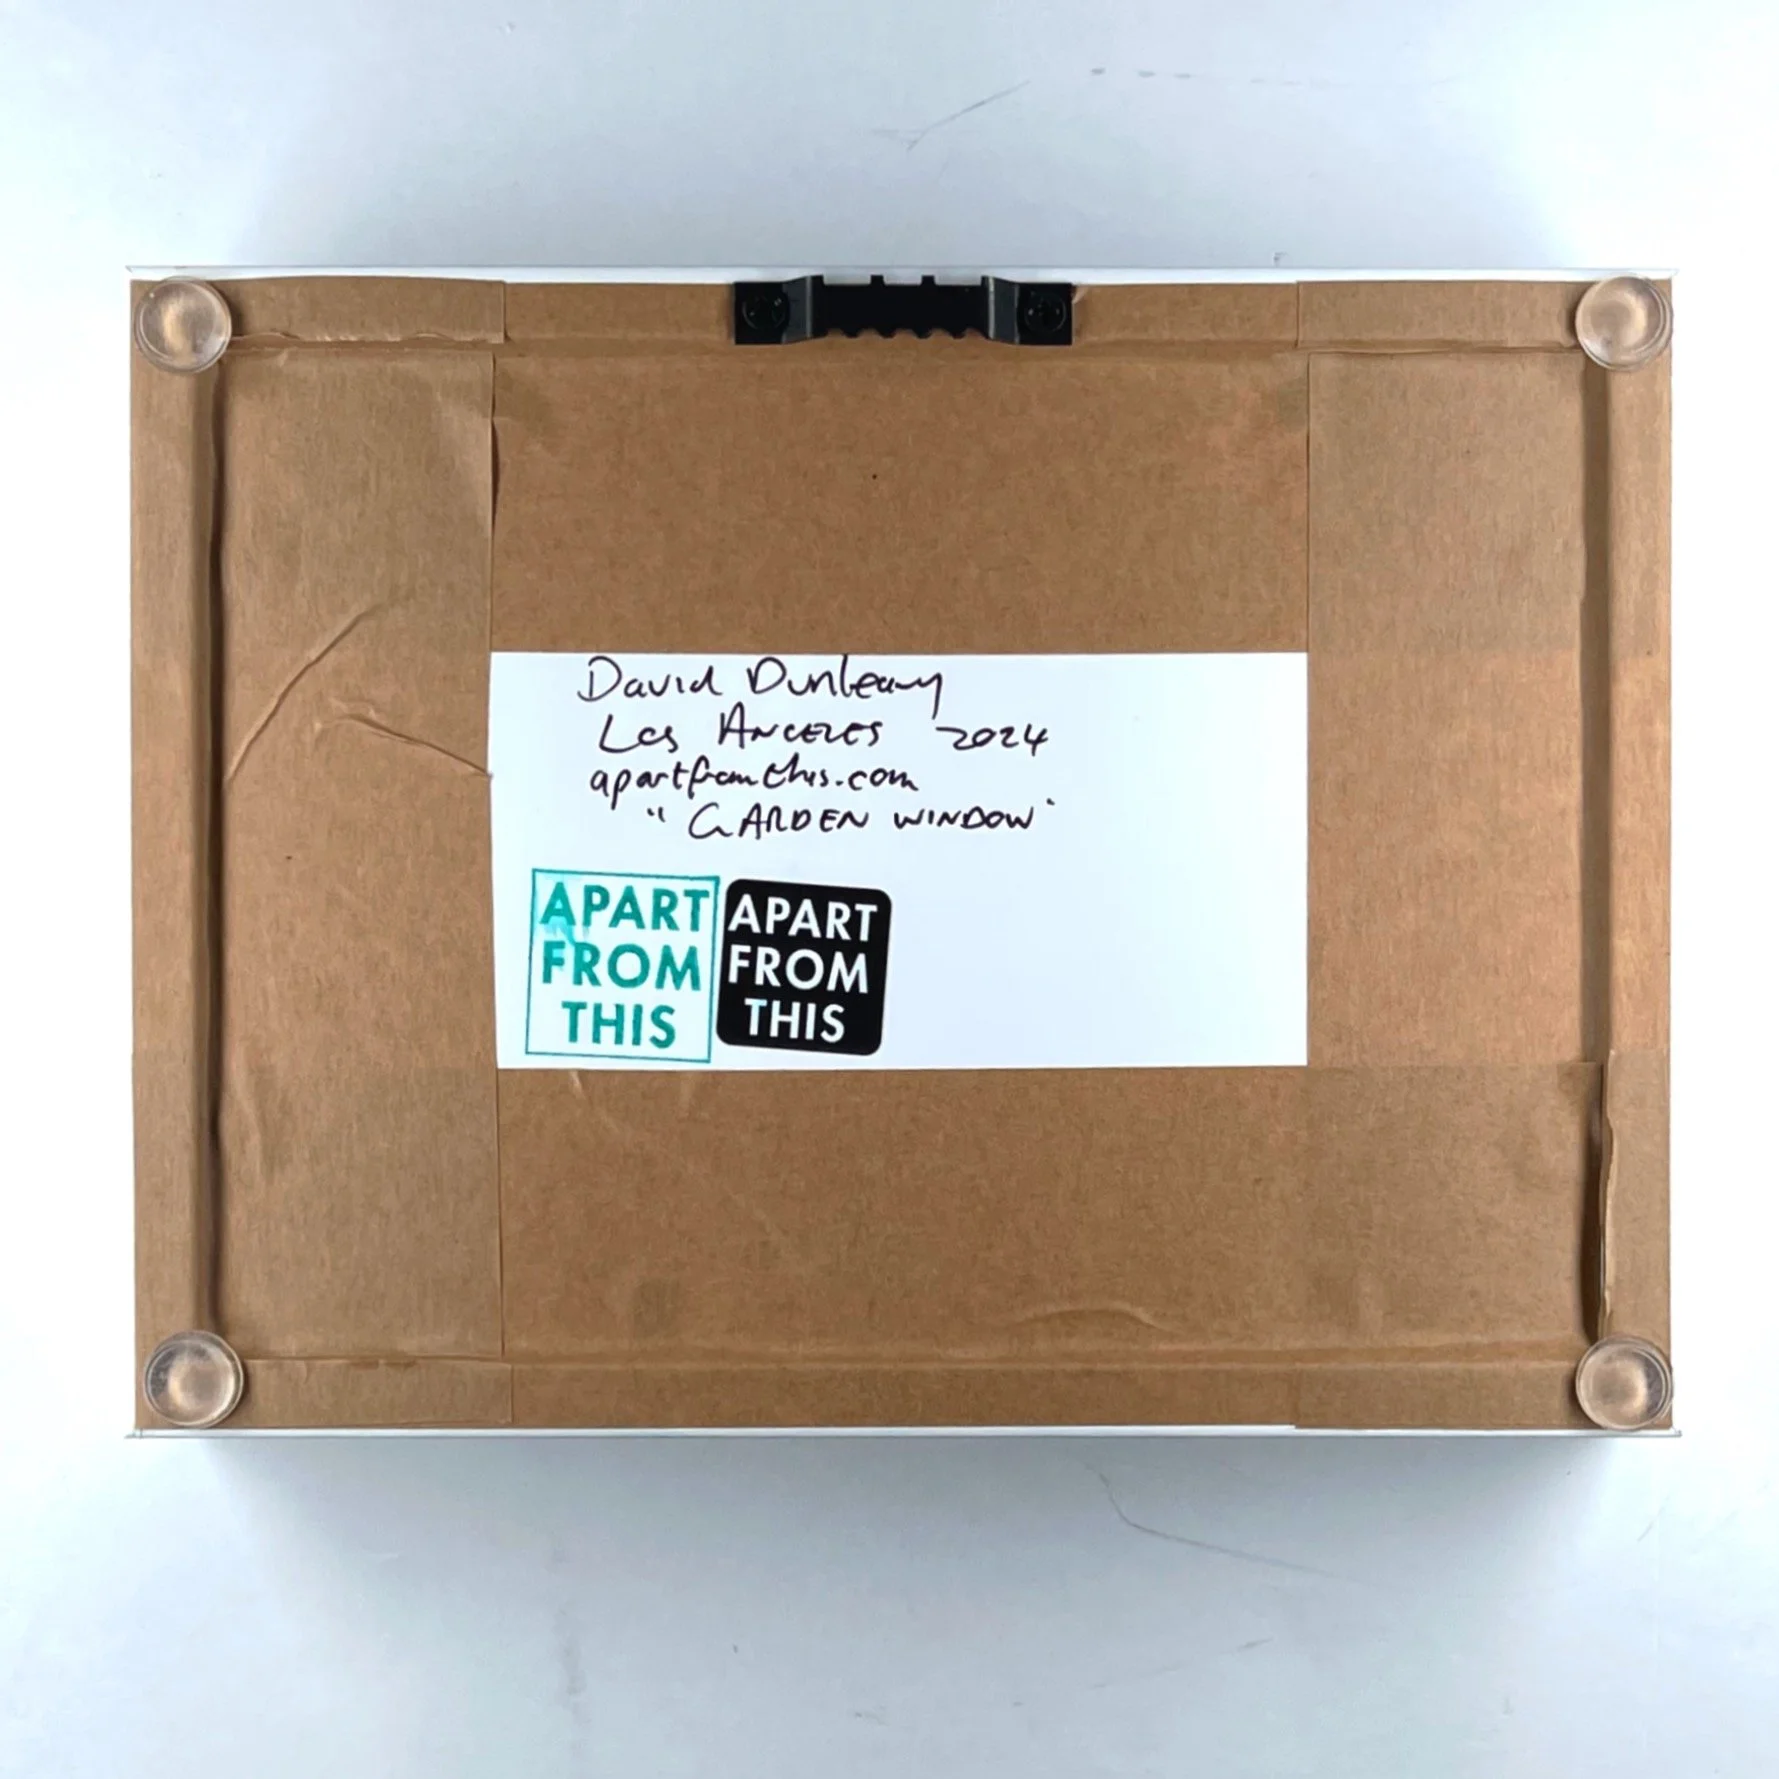 David Dunleavy
Los ANGELES 2024
apartfromthis.com
"GARDEN WINDOW"
APART
FROM
THIS
APART
FROM
THIS